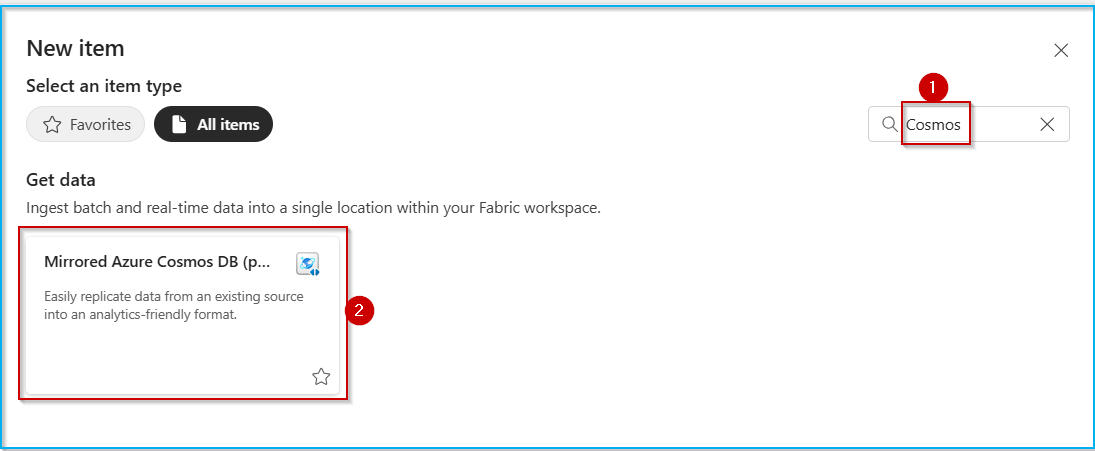 New item
Select an item type
Favorites
All items
1
Cosmos
Get data
Ingest batch and real-time data into a single location within your Fabric workspace.
Mirrored Azure Cosmos DB (p...
Easily replicate data from an existing source
into an analytics-friendly format.
2